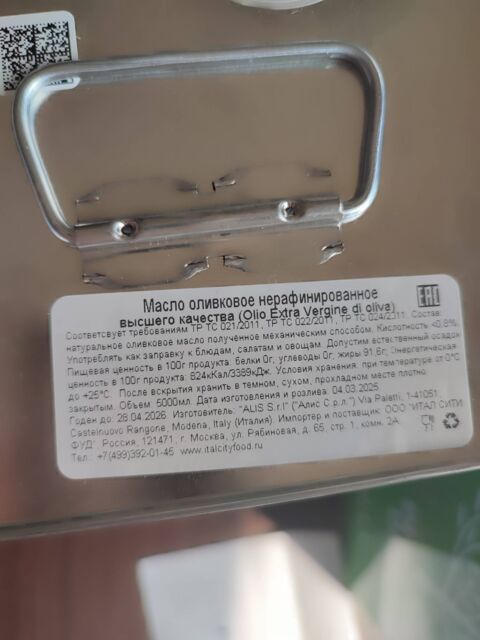 Масло оливковое нерафинированное
высшего качества (Olio Extra Vergine di oliva)
EAC
Соответсвует требованиям ТР ТС 021/2011, ТР ТС 022/2011, ТР ТС 024/2011. Состав:
натуральное оливковое масло полученное механическим способом. Кислотность <0,8%.
Употреблять как заправку к блюдам, салатам и овощам. Допустим естественный осадок
Пищевая ценность в 100г продукта: белки 0г, углеводы 0г, жиры 91,6г; Энергетическая
ценность в 100г продукта: 824кКал/3389кДж. Условия хранения: при температуре от 0°С
до +25°С. После вскрытия хранить в темном, сухом, прохладном месте плотно
закрытым. Объем: 5000мл. Дата изготовления и розлива: 04.03.2025
Годен до: 28.04.2026. Изготовитель: "ALIS S.r.l" ("Алис С.р.л.") Via Paletti, 1-41051,
Castelnuovo Rangone, Modena, Italy (Италия). Импортер и поставщик: ООО "ИТАЛ СИТИ
ФУД". Россия, 121471, г. Москва, ул. Рябиновая, д. 65, стр. 1, комн. 2А
Тел.: +7(499)392-01-45 www.italcityfood.ru